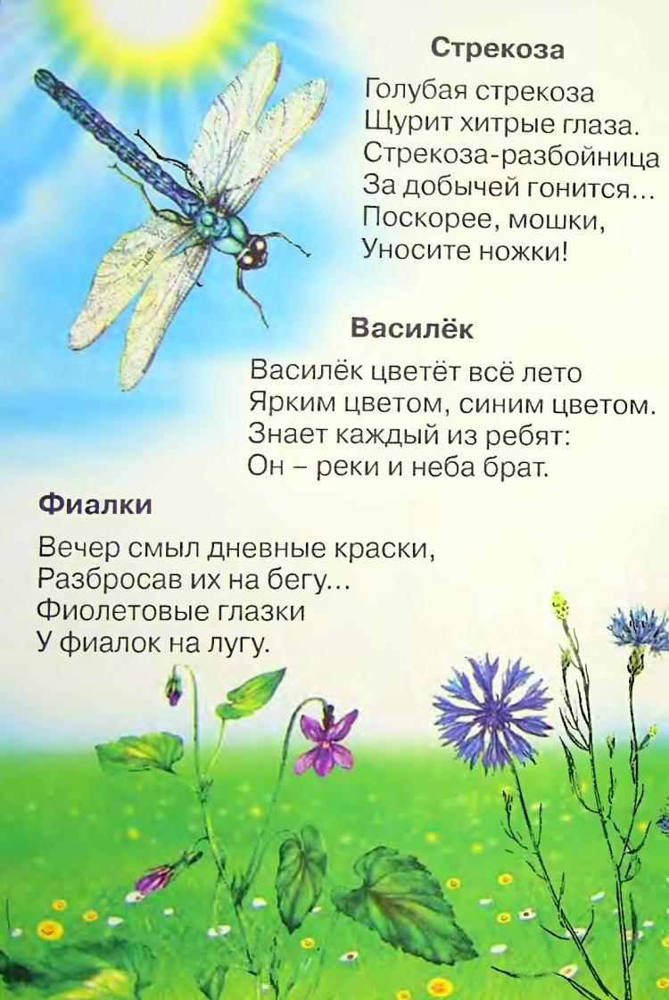 Стрекоза
Голубая стрекоза
Щурит хитрые глаза.
Стрекоза-разбойница
За добычей гонится...
Поскорее, мошки,
Уносите ножки!
Василёк
Василёк цветёт всё лето
Ярким цветом, синим цветом.
Знает каждый из ребят:
Он – реки и неба брат.
Фиалки
Вечер смыл дневные краски,
Разбросав их на бегу...
Фиолетовые глазки
У фиалок на лугу.